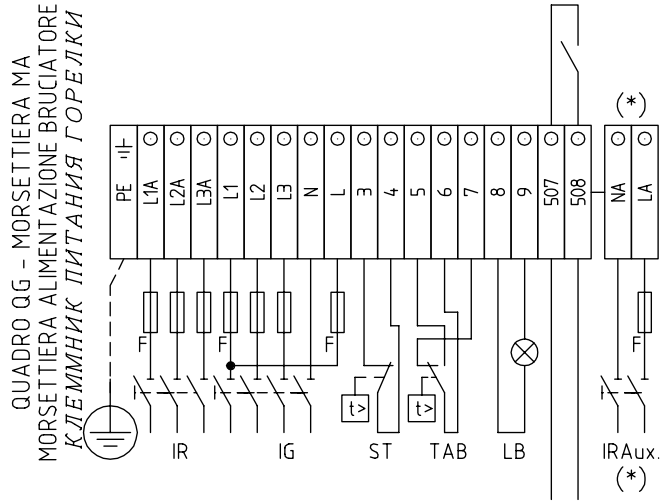 QUADRO QG - MORSETTIERA MA
MORSETTIERA ALIMENTAZIONE BRUCIATORE
КЛЕММНИК ПИТАНИЯ ГОРЕЛКИ
(*)
PE L1A L2A L3A L1 L2 L3 N L 3 4 5 6 7 8 9 507 508 NA LA
F F F F
t> t>
IR IG ST TAB LB IRAux.
(*)